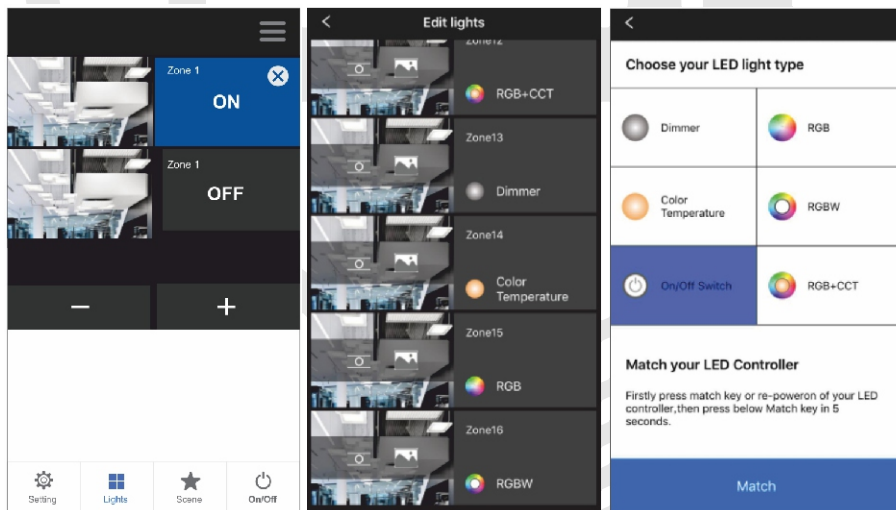 Zone 1
ON
Zone 1
OFF
−
+
Setting
Lights
Scene
On/Off
Edit lights
Zone12
RGB+CCT
Zone13
Dimmer
Zone14
Color
Temperature
Zone15
RGB
Zone16
RGBW
Choose your LED light type
Dimmer
RGB
Color
Temperature
RGBW
On/Off Switch
RGB+CCT
Match your LED Controller
Firstly press match key or re-poweron of your LED
controller,then press below Match key in 5
seconds.
Match